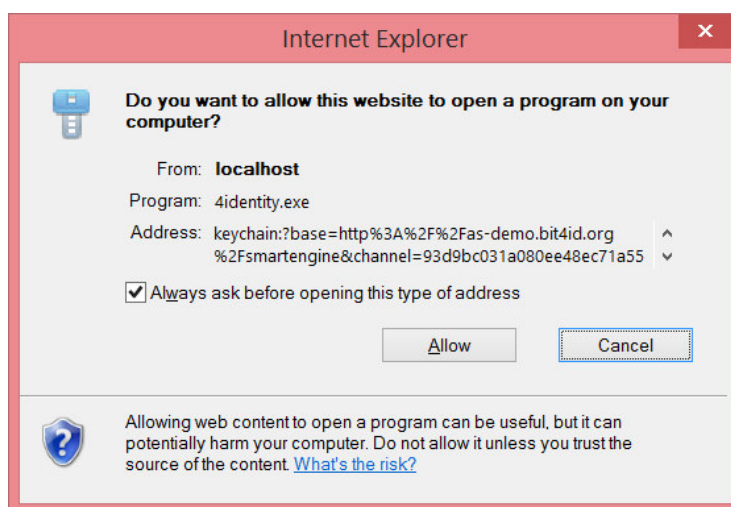 Internet Explorer
Do you want to allow this website to open a program on your
computer?
From: localhost
Program: 4identity.exe
Address: keychain:?base=http%3A%2F%2Fas-demo.bit4id.org
%2Fsmartengine&channel=93d9bc031a080ee48ec71a55
Always ask before opening this type of address
Allow
Cancel
Allowing web content to open a program can be useful, but it can
potentially harm your computer. Do not allow it unless you trust the
source of the content. What's the risk?